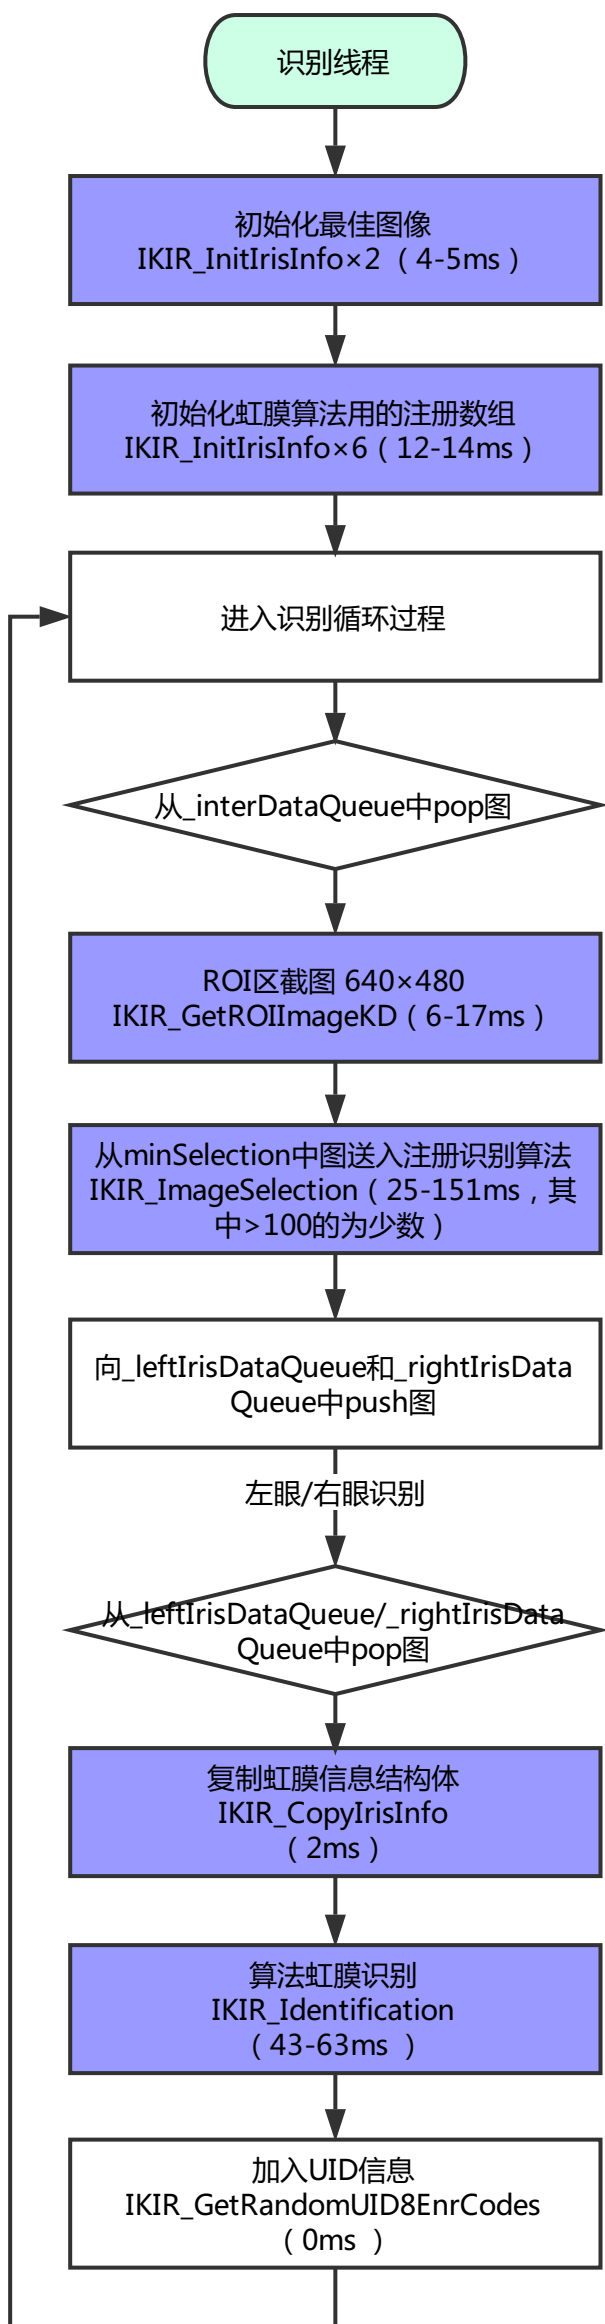 识别线程
初始化最佳图像
IKIR_InitIrisInfo×2（4-5ms）
初始化虹膜算法用的注册数组
IKIR_InitIrisInfo×6（12-14ms）
进入识别循环过程
从_interDataQueue中pop图
ROI区截图 640×480
IKIR_GetROIImageKD（6-17ms）
从minSelection中图送入注册识别算法
IKIR_ImageSelection（25-151ms，其
中>100的为少数）
向_leftIrisDataQueue和_rightIrisData
Queue中push图
左眼/右眼识别
从_leftIrisDataQueue/_rightIrisData
Queue中pop图
复制虹膜信息结构体
IKIR_CopyIrisInfo
（2ms）
算法虹膜识别
IKIR_Identification
（43-63ms ）
加入UID信息
IKIR_GetRandomUID8EnrCodes
（0ms ）